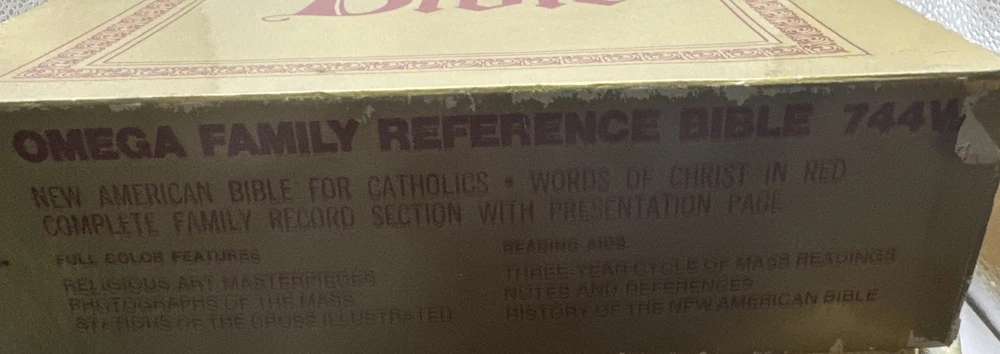 Bible
OMEGA FAMILY REFERENCE BIBLE 744W
NEW AMERICAN BIBLE FOR CATHOLICS • WORDS OF CHRIST IN RED
COMPLETE FAMILY RECORD SECTION WITH PRESENTATION PAGE
FULL COLOR FEATURES
RELIGIOUS ART MASTERPIECES
PHOTOGRAPHS OF THE MASS
STATIONS OF THE CROSS ILLUSTRATED
READING AIDS
THREE-YEAR CYCLE OF MASS READINGS
NOTES AND REFERENCES
HISTORY OF THE NEW AMERICAN BIBLE